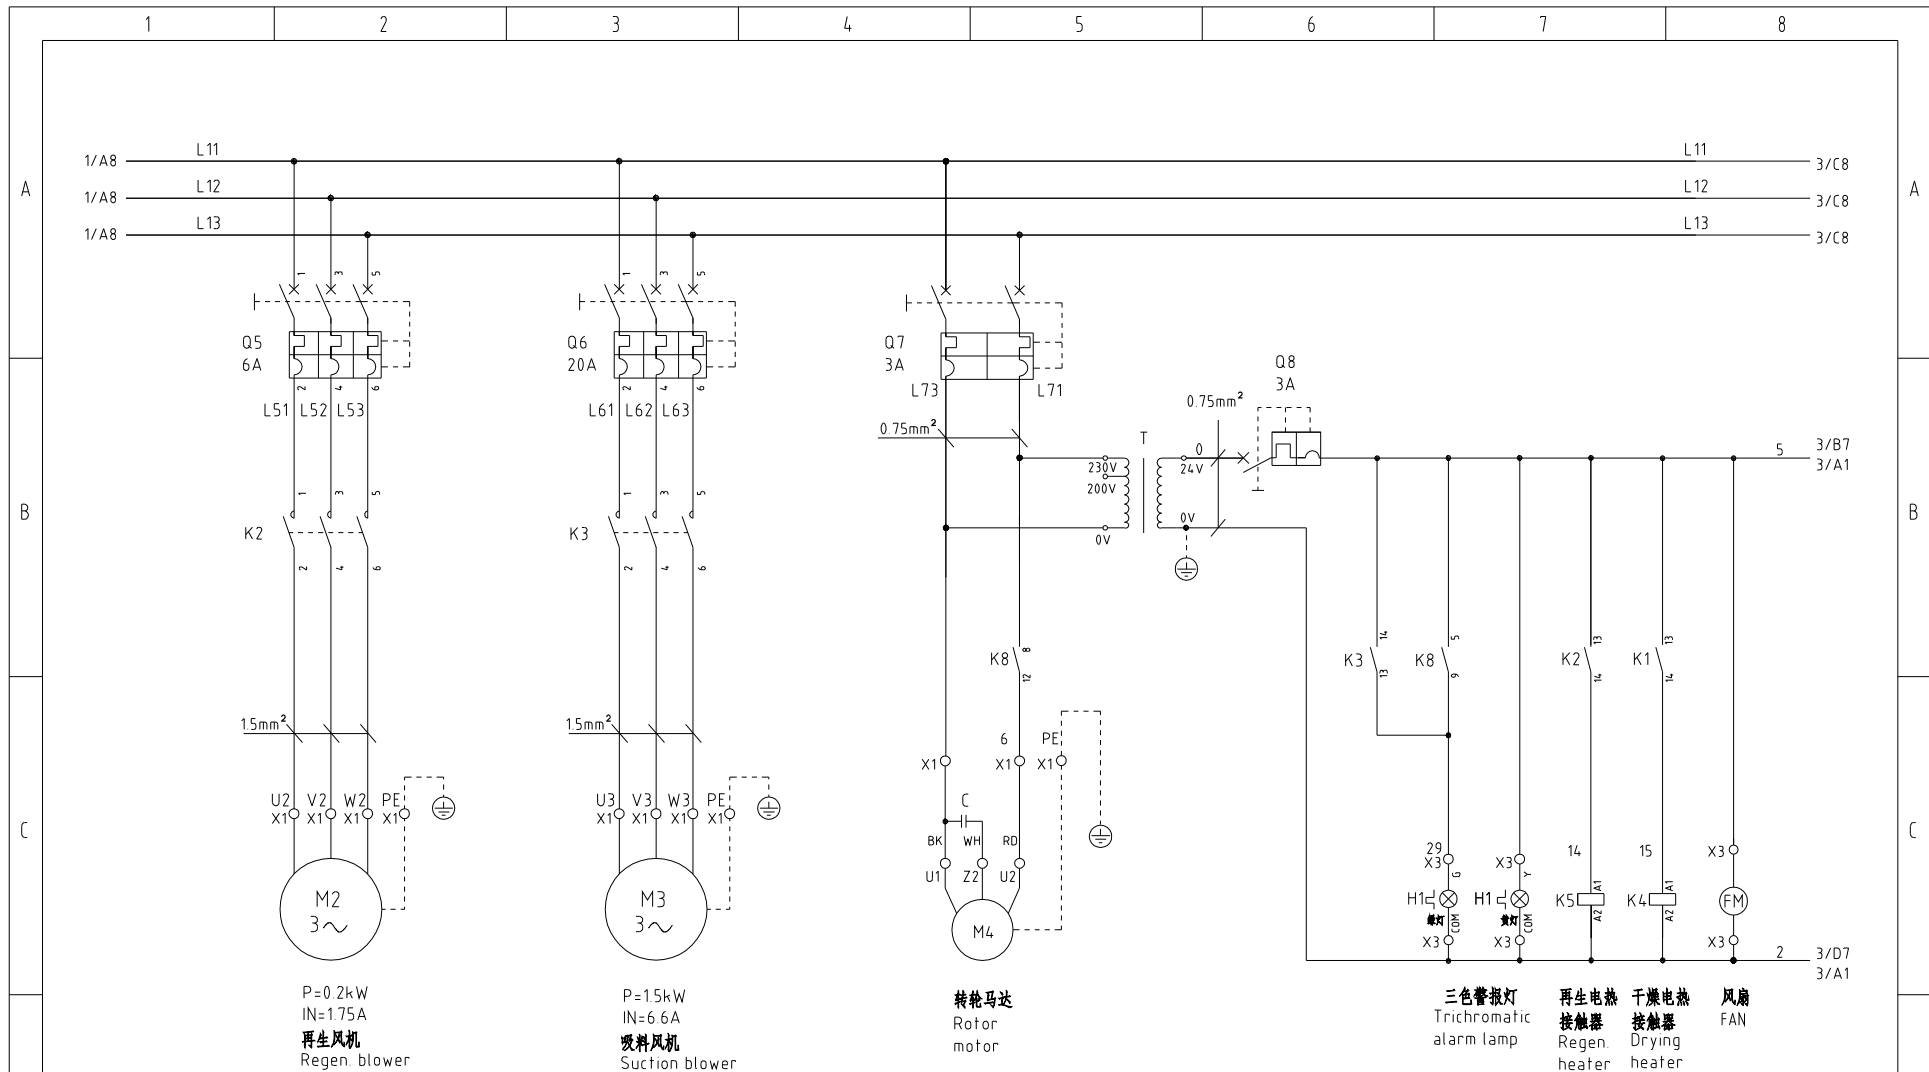 1 2 3 4 5 6 7 8
A A
1/A8 L11 L11 3/C8
1/A8 L12 L12 3/C8
1/A8 L13 L13 3/C8
1 3 5 1 3 5
Q5 Q6 Q7
6A 20A 3A
2 4 6 2 4 6
L51 L52 L53 L61 L62 L63 L73 L71
Q8
3A
0.75mm² 0.75mm²
T
230V 0
200V 24V
0V 0V
5 3/B7
3/A1
B B
1 3 5 1 3 5
K2 K3
2 4 6 2 4 6
K8 8 12
K3 14 13
K8 5 9
K2 13 14
K1 13 14
1.5mm² 1.5mm²
6 PE
X1 X1 X1
U2 V2 W2 PE U3 V3 W3 PE
X1 X1 X1 X1 X1 X1 X1 X1
C C
C
BK WH RD
U1 Z2 U2
M2 M3 M4
3~ 3~
29 14 15
X3 X3 X3
G Y A1 A1
H1 H1 K5 K4 FM
绿灯 COM 黄灯 COM A2 A2
X3 X3 X3
2 3/D7
3/A1
P=0.2kW
IN=1.75A
再生风机
Regen. blower
P=1.5kW
IN=6.6A
吸料风机
Suction blower
转轮马达
Rotor
motor
三色警报灯
Trichromatic
alarm lamp
再生电热
接触器
Regen.
heater
干燥电热
接触器
Drying
heater
风扇
FAN